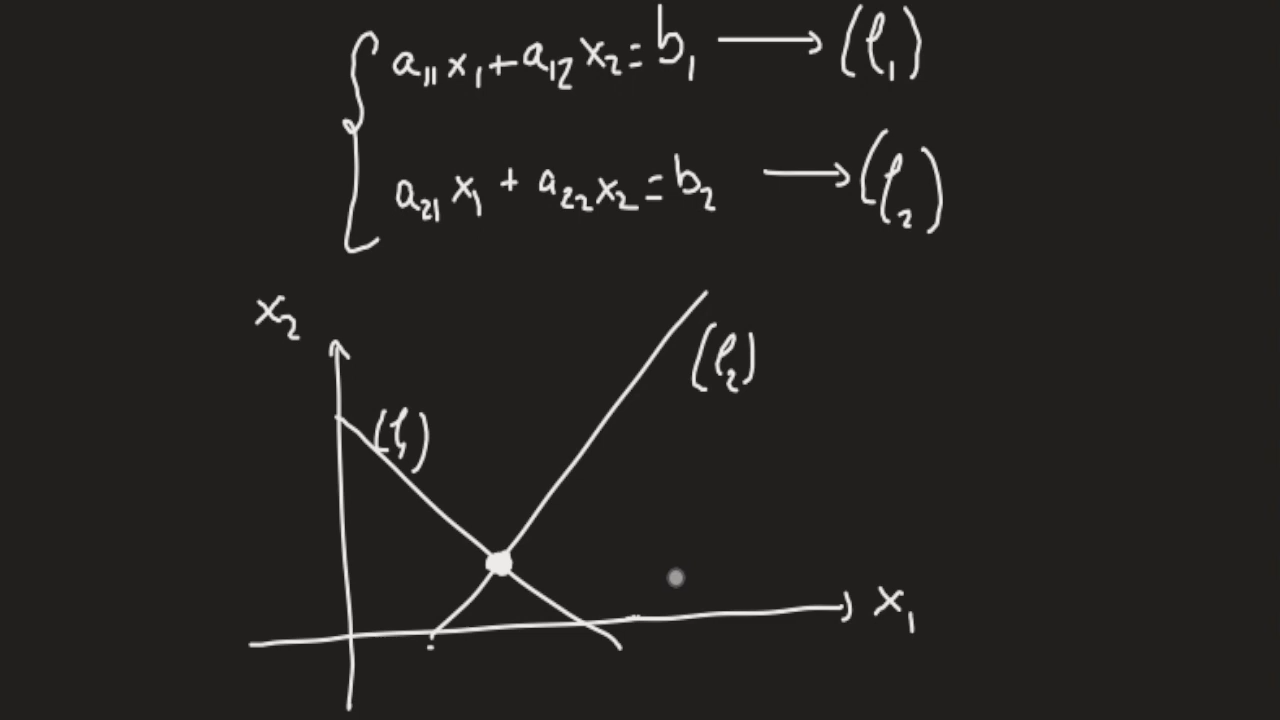 a₁₁x₁+a₁₂x₂=b₁ ⟶ (ℓ₁)
a₂₁x₁ + a₂₂x₂=b₂ ⟶ (ℓ₂)
x₂
(ℓ₂)
(ℓ₁)
x₁